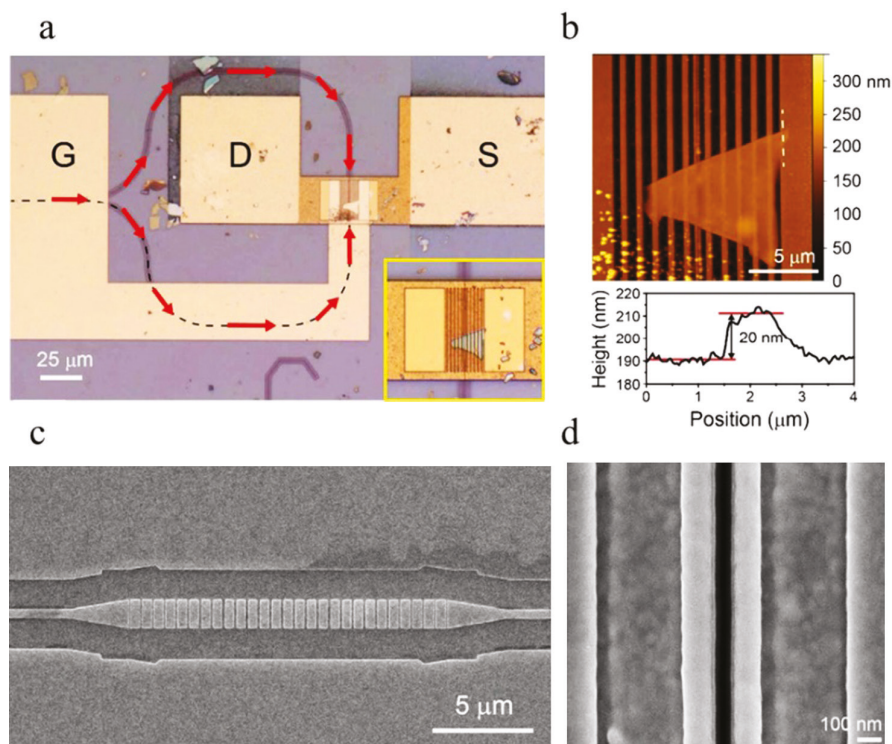 a
G
D
S
25 μm
b
300 nm
250
200
150
100
50
0
5 μm
Height (nm)
220
210
200
190
180
20 nm
0
1
2
3
4
Position (μm)
c
5 μm
d
100 nm